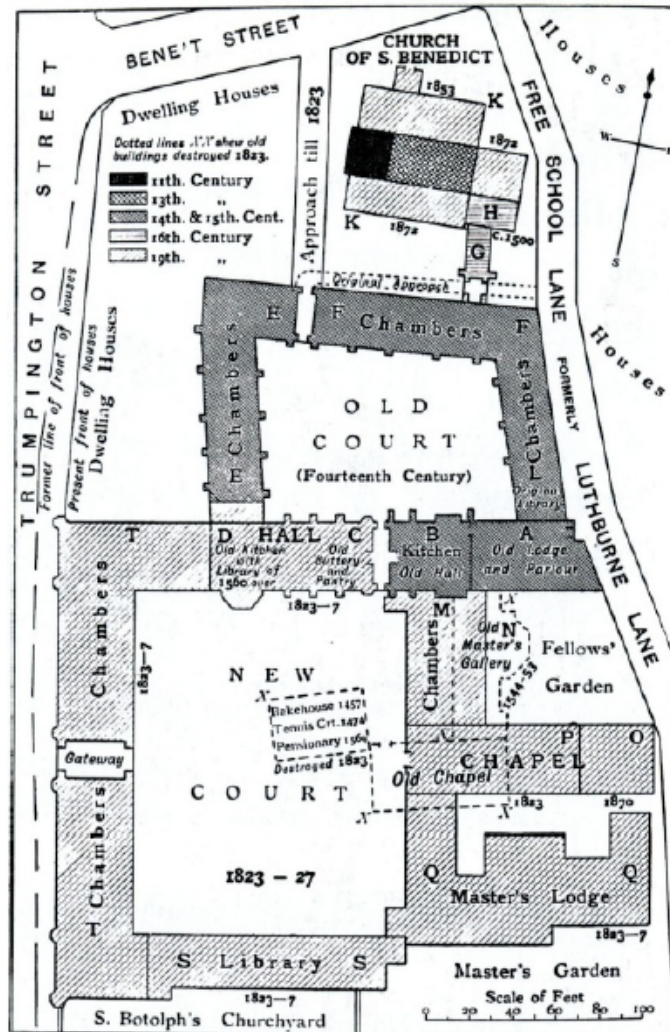 BENE'T STREET
TRUMPINGTON STREET
Former line of front of houses
Present front of houses
Dwelling Houses
Dwelling Houses
Dotted lines X X shew old
buildings destroyed 1823.
11th. Century
13th. "
14th. & 15th. Cent.
16th. Century
19th. "
Approach till 1823
CHURCH
OF S. BENEDICT
1853
K
1872
H
K
1872
c.1500
G
FREE SCHOOL LANE
FORMERLY
LUTHBURNE LANE
Houses
W
S
Houses
Original Approach
E
F Chambers F
Chambers
E
I Chambers
Original
Library
OLD
COURT
(Fourteenth Century)
T
D HALL C
Old Kitchen
with
Library of
1560 over
Old
Buttery
and
Pantry
B
Kitchen
Old Hall
A
Old Lodge
and Parlour
1823-7
Chambers
1823-7
M
Chambers
N
Old
Master's
Gallery
1544-53
Fellows'
Garden
NEW
X
Bakehouse 1457
Tennis Crt. 1474
Pensionary 1569
Destroyed 1823
COURT
X
X
1823-27
P O
CHAPEL
Old Chapel
1823
1870
Gateway
Chambers
T
Q Q
Master's Lodge
1823-7
S Library S
1823-7
Master's Garden
Scale of Feet
0 20 40 60 80 100
S. Botolph's Churchyard